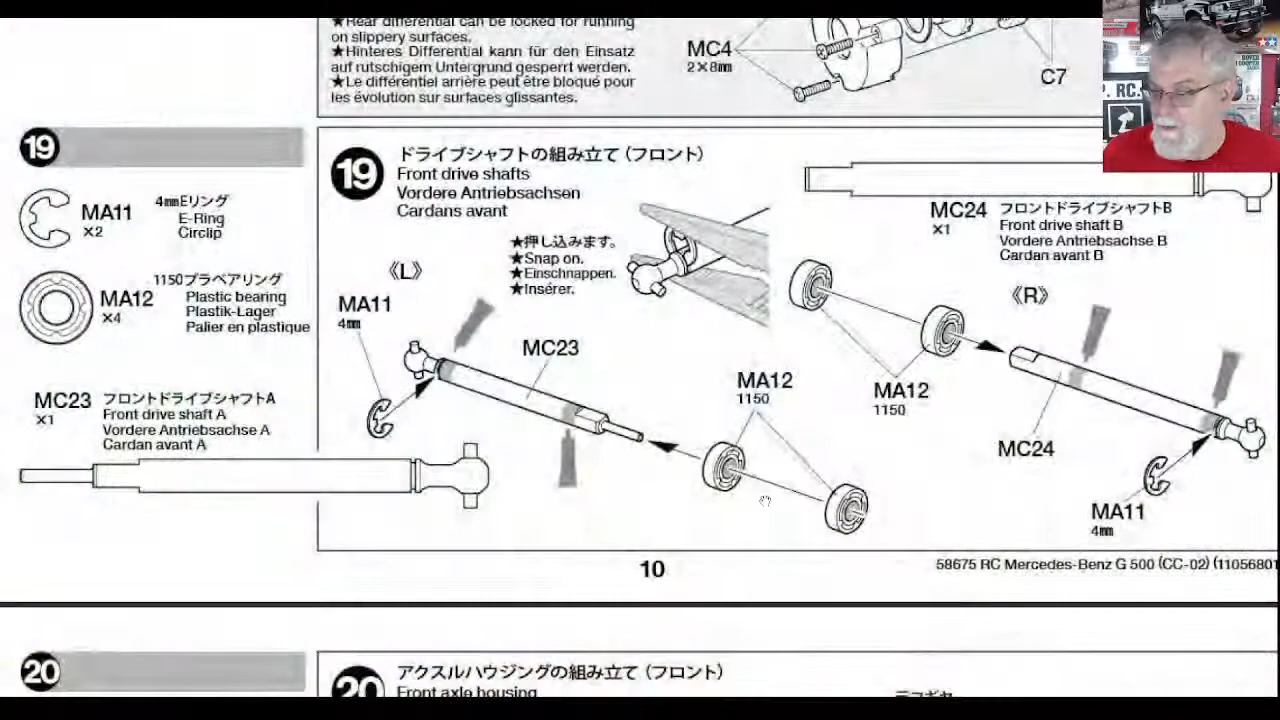 ★Rear differential can be locked for running
on slippery surfaces.
★Hinteres Differential kann für den Einsatz
auf rutschigem Untergrund gesperrt werden.
★Le différentiel arrière peut être bloqué pour
les évolution sur surfaces glissantes.
MC4
2×8mm
C7
P. RC.
19
MA11
×2
4mmEリング
E-Ring
Circlip
MA12
×4
1150プラベアリング
Plastic bearing
Plastik-Lager
Palier en plastique
MC23
×1
フロントドライブシャフトA
Front drive shaft A
Vordere Antriebsachse A
Cardan avant A
19
ドライブシャフトの組み立て（フロント）
Front drive shafts
Vordere Antriebsachsen
Cardans avant
★押し込みます。
★Snap on.
★Einschnappen.
★Insérer.
《L》
MA11
4mm
MC23
MA12
1150
MC24
×1
フロントドライブシャフトB
Front drive shaft B
Vordere Antriebsachse B
Cardan avant B
《R》
MA12
1150
MC24
MA11
4mm
10
58675 RC Mercedes-Benz G 500 (CC-02) (11056801
20
20
アクスルハウジングの組み立て（フロント）
Front axle housing